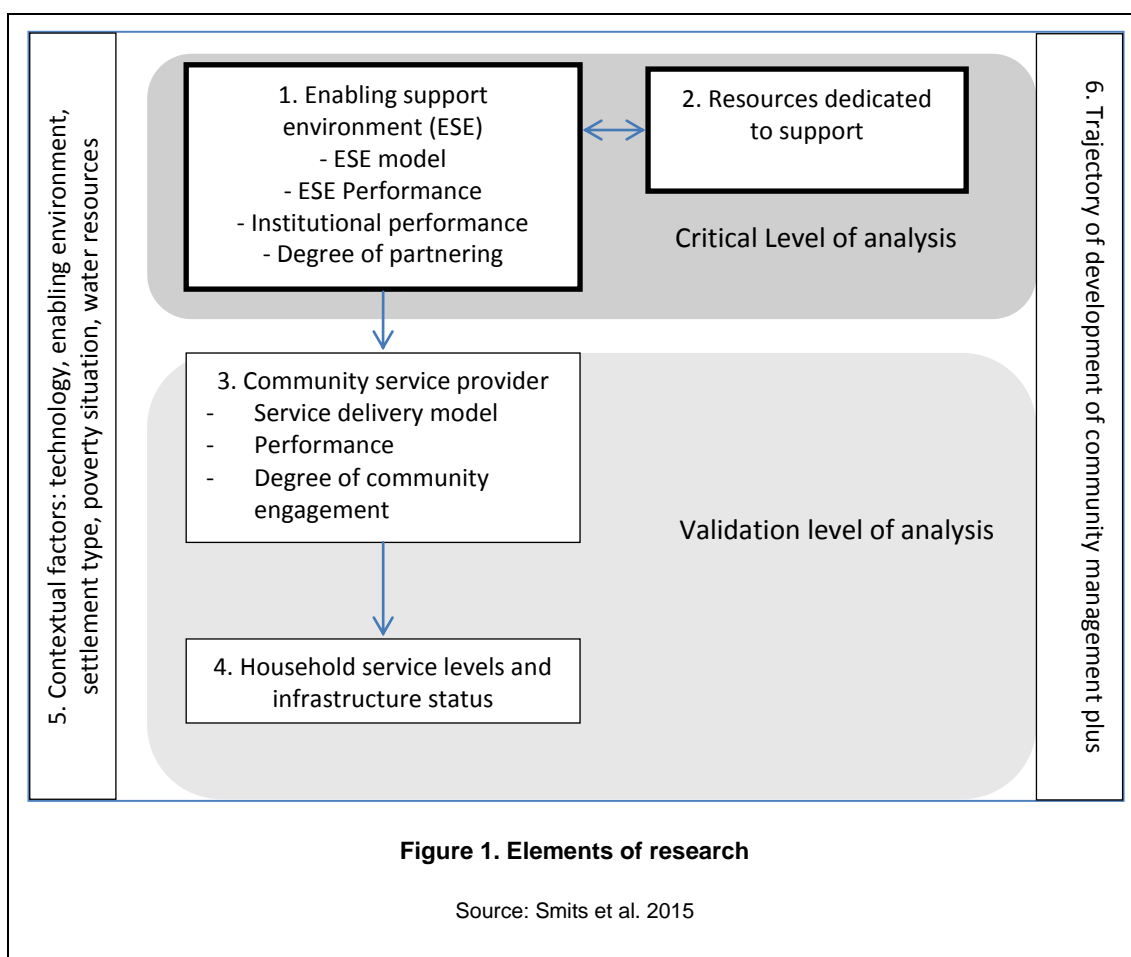 5. Contextual factors: technology, enabling environment,
settlement type, poverty situation, water resources
1. Enabling support
environment (ESE)
- ESE model
- ESE Performance
- Institutional performance
- Degree of partnering
2. Resources dedicated
to support
Critical Level of analysis
3. Community service provider
- Service delivery model
- Performance
- Degree of community
engagement
Validation level of analysis
4. Household service levels and
infrastructure status
6. Trajectory of development of community management plus
Figure 1. Elements of research
Source: Smits et al. 2015